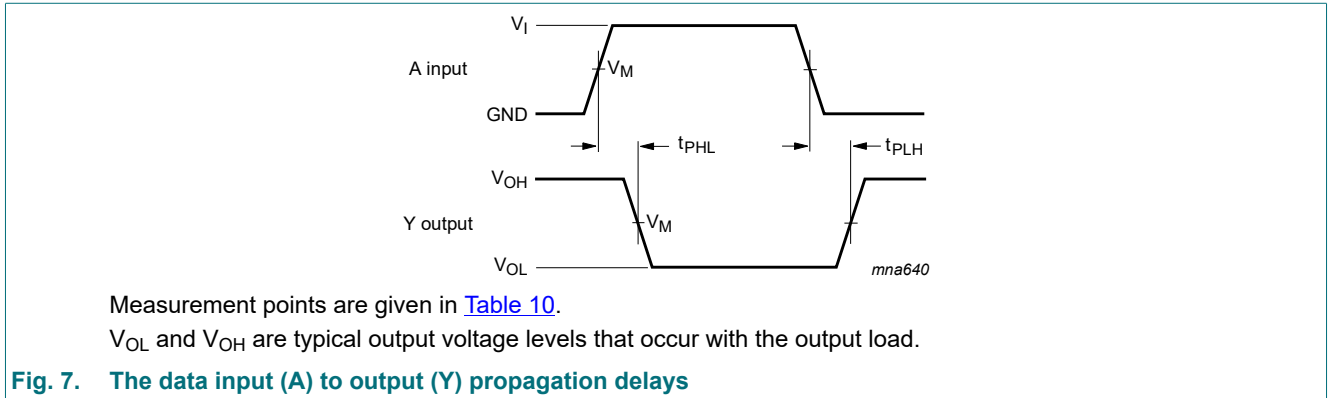 VI
A input
VM
GND
tPHL
tPLH
VOH
Y output
VM
VOL
mna640
Measurement points are given in Table 10.
VOL and VOH are typical output voltage levels that occur with the output load.
Fig. 7. The data input (A) to output (Y) propagation delays